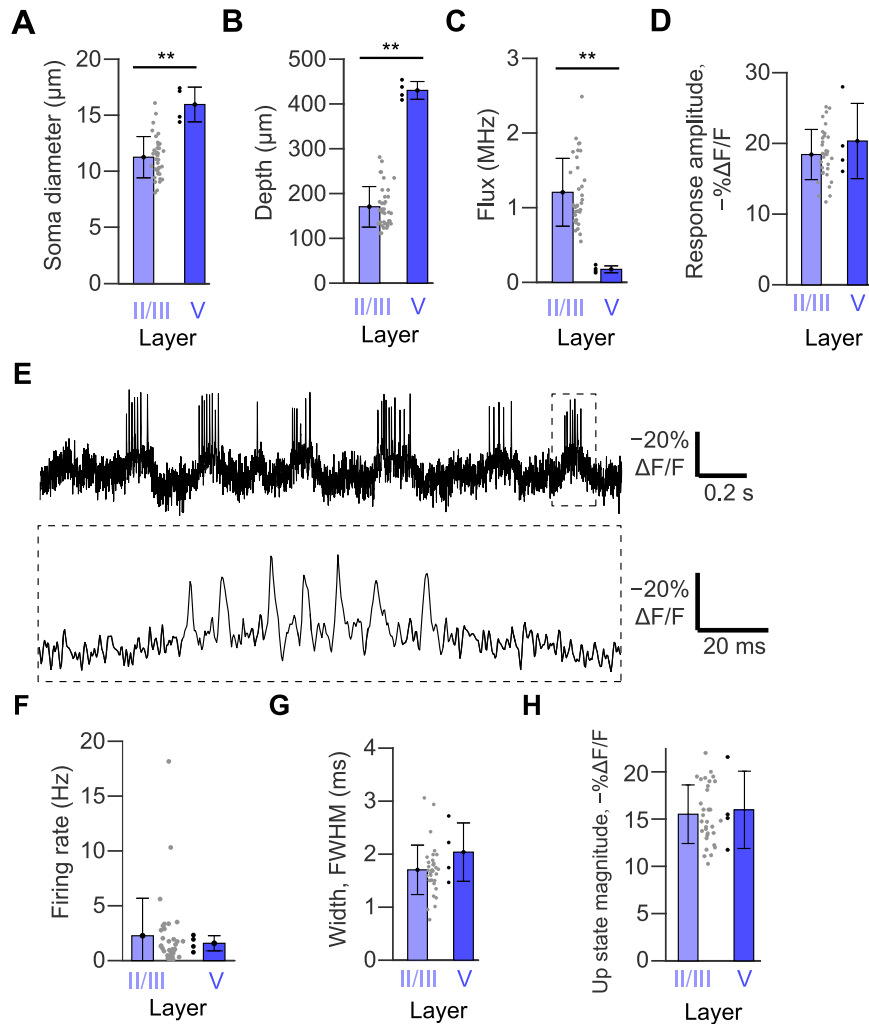 A
Soma diameter (μm)
20
15
10
5
0
**
II/III V
Layer
B
Depth (μm)
500
400
300
200
100
0
**
II/III V
Layer
C
Flux (MHz)
3
2
1
0
**
II/III V
Layer
D
Response amplitude,
−%ΔF/F
30
20
10
0
II/III V
Layer
E
−20%
ΔF/F
0.2 s
−20%
ΔF/F
20 ms
F
Firing rate (Hz)
20
15
10
5
0
II/III V
Layer
G
Width, FWHM (ms)
4
3
2
1
0
II/III V
Layer
H
Up state magnitude, −%ΔF/F
20
15
10
5
0
II/III V
Layer